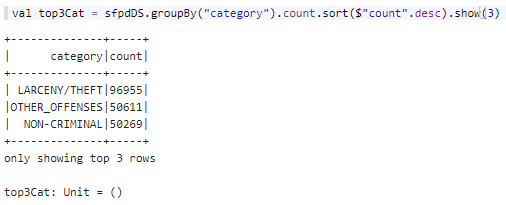 val top3Cat = sfpdDS.groupBy("category").count.sort($"count".desc).show(3)
+--------------+-----+
|      category|count|
+--------------+-----+
| LARCENY/THEFT|96955|
|OTHER_OFFENSES|50611|
|  NON-CRIMINAL|50269|
+--------------+-----+
only showing top 3 rows
top3Cat: Unit = ()